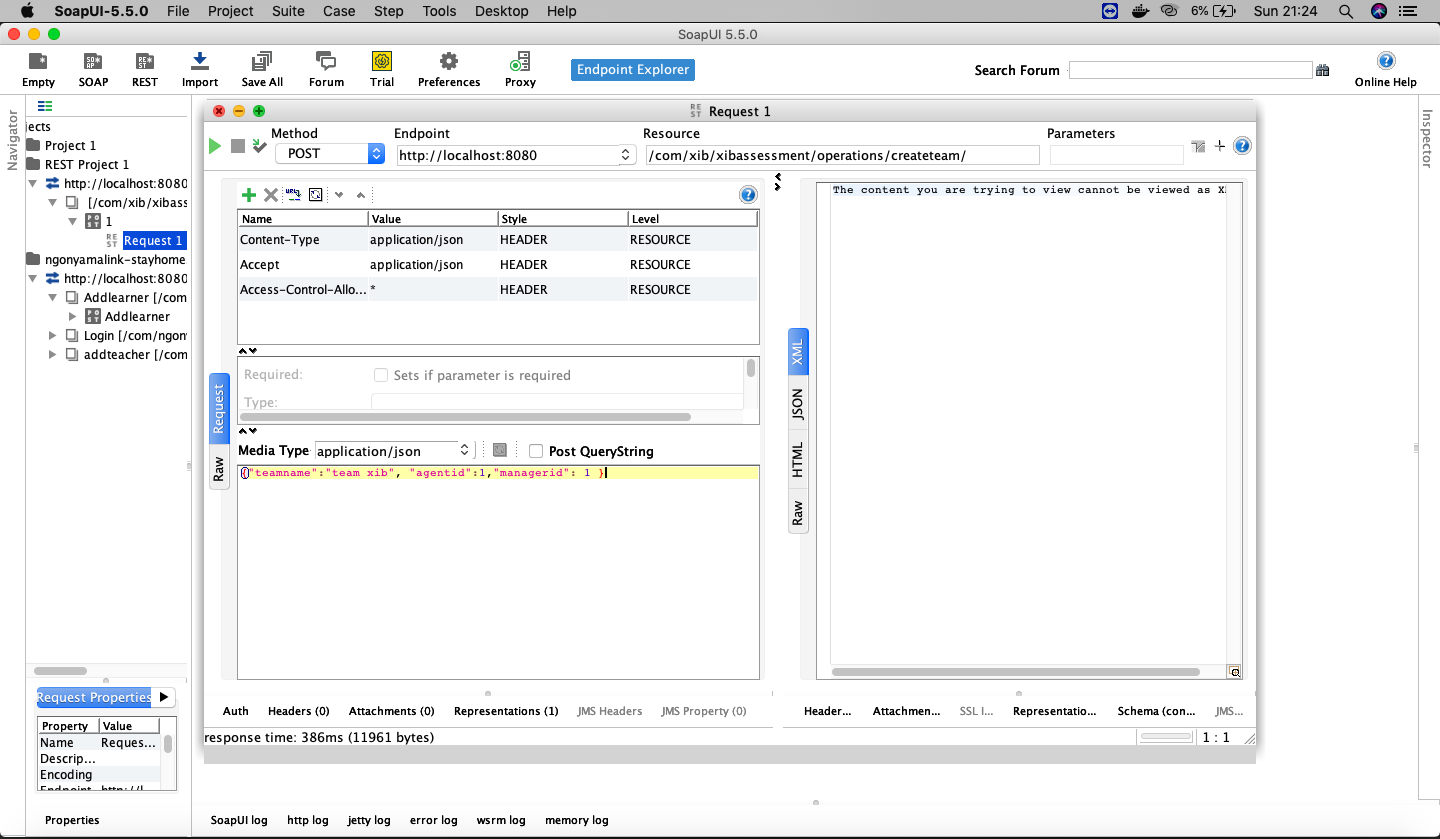 SoapUI-5.5.0 File Project Suite Case Step Tools Desktop Help 6% Sun 21:24
SoapUI 5.5.0
Empty SOAP REST Import Save All Forum Trial Preferences Proxy Endpoint Explorer Search Forum Online Help
Navigator
jects
Project 1
REST Project 1
http://localhost:8080
[/com/xib/xibass
1
Request 1
ngonyamalink-stayhome
http://localhost:8080
Addlearner [/com
Addlearner
Login [/com/ngon
addteacher [/com
Request Properties
Property Value
Name Reques...
Descrip...
Encoding
Endpoint http://l
Properties
Request 1
Method Endpoint Resource Parameters
POST http://localhost:8080 /com/xib/xibassessment/operations/createteam/
Request
Raw
Name Value Style Level
Content-Type application/json HEADER RESOURCE
Accept application/json HEADER RESOURCE
Access-Control-Allo... * HEADER RESOURCE
Required: Sets if parameter is required
Type:
Media Type application/json Post QueryString
{"teamname":"team xib", "agentid":1,"managerid": 1 }
XML
JSON
HTML
Raw
The content you are trying to view cannot be viewed as X
Auth Headers (0) Attachments (0) Representations (1) JMS Headers JMS Property (0)
Header... Attachmen... SSL I... Representatio... Schema (con... JMS...
response time: 386ms (11961 bytes) 1 : 1
Inspector
SoapUI log http log jetty log error log wsrm log memory log